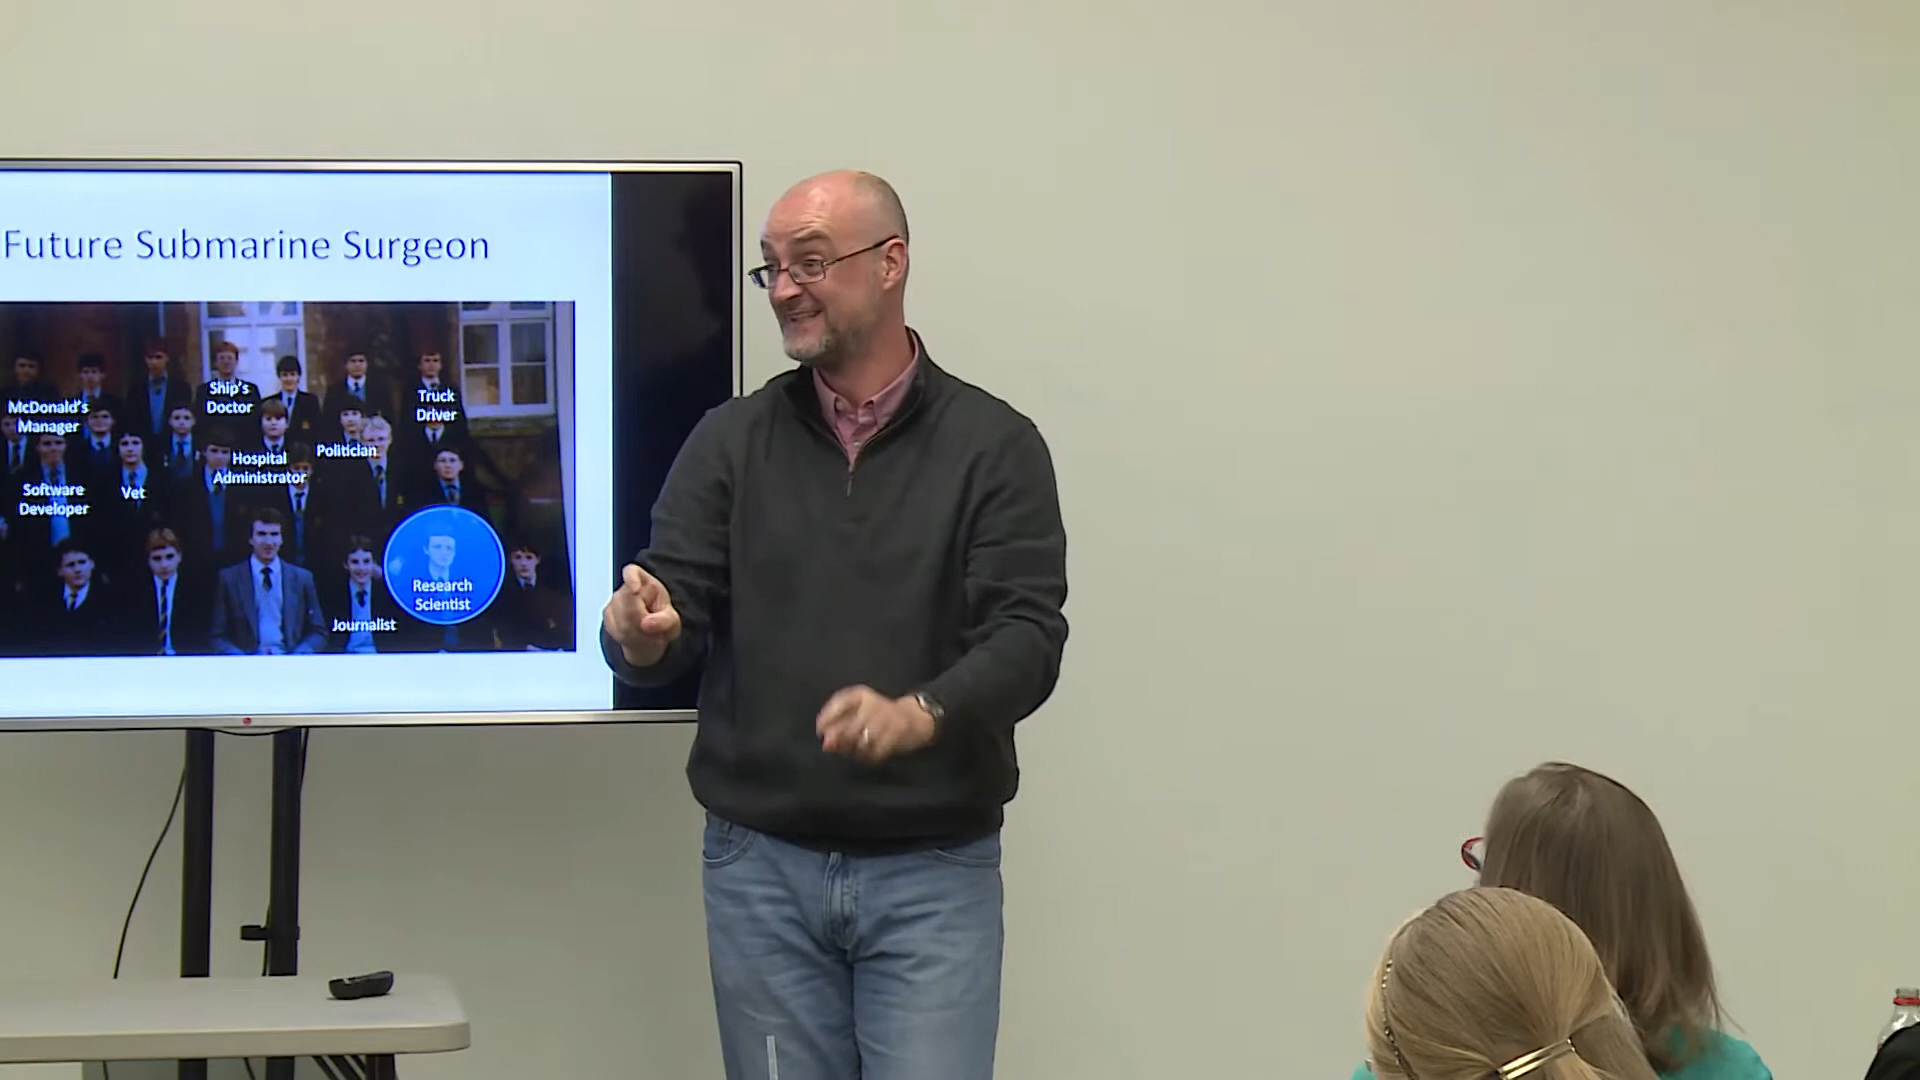 Future Submarine Surgeon
Ship's
Doctor
Truck
Driver
McDonald's
Manager
Politician
Hospital
Administrator
Software
Developer
Vet
Research
Scientist
Journalist